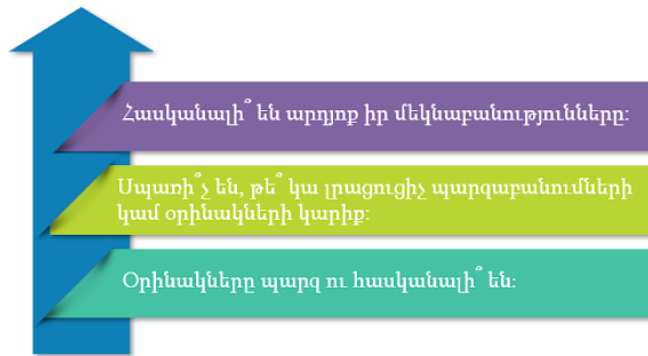 Հասկանալի՞ են արդյոք իր մեկնաբանությունները:
Սպառի՞չ են, թե՞ կա լրացուցիչ պարզաբանումների
կամ օրինակների կարիք:
Օրինակները պարզ ու հասկանալի՞ են: